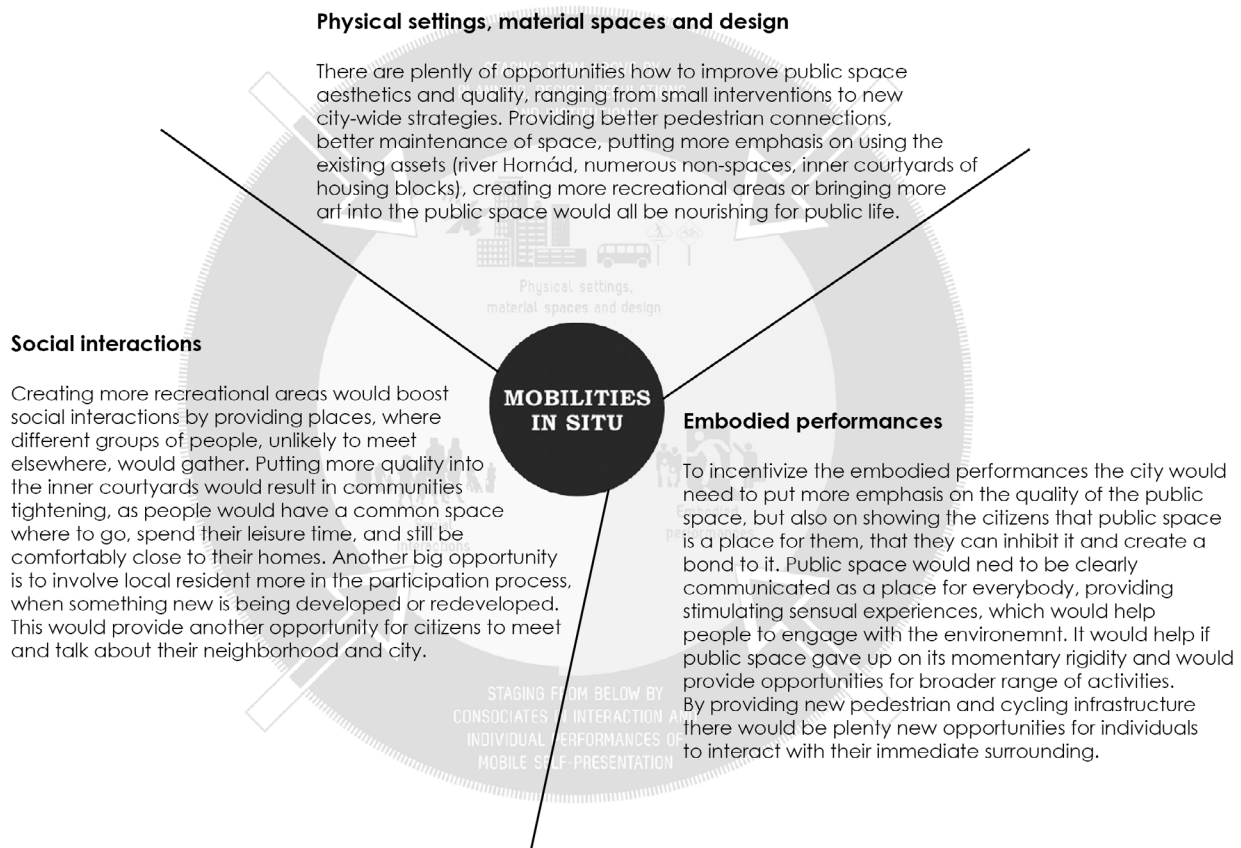 Physical settings, material spaces and design
There are plently of opportunities how to improve public space
aesthetics and quality, ranging from small interventions to new
city-wide strategies. Providing better pedestrian connections,
better maintenance of space, putting more emphasis on using the
existing assets (river Hornád, numerous non-spaces, inner courtyards of
housing blocks), creating more recreational areas or bringing more
art into the public space would all be nourishing for public life.
Physical settings,
material spaces and design
MOBILITIES
IN SITU
Social interactions
Creating more recreational areas would boost
social interactions by providing places, where
different groups of people, unlikely to meet
elsewhere, would gather. Putting more quality into
the inner courtyards would result in communities
tightening, as people would have a common space
where to go, spend their leisure time, and still be
comfortably close to their homes. Another big opportunity
is to involve local resident more in the participation process,
when something new is being developed or redeveloped.
This would provide another opportunity for citizens to meet
and talk about their neighborhood and city.
Embodied performances
To incentivize the embodied performances the city would
need to put more emphasis on the quality of the public
space, but also on showing the citizens that public space
is a place for them, that they can inhibit it and create a
bond to it. Public space would ned to be clearly
communicated as a place for everybody, providing
stimulating sensual experiences, which would help
people to engage with the environemnt. It would help if
public space gave up on its momentary rigidity and would
provide opportunities for broader range of activities.
By providing new pedestrian and cycling infrastructure
there would be plenty new opportunities for individuals
to interact with their immediate surrounding.
STAGING FROM BELOW BY
CONSOCIATES IN INTERACTION AND
INDIVIDUAL PERFORMANCES OF
MOBILE SELF-PRESENTATION